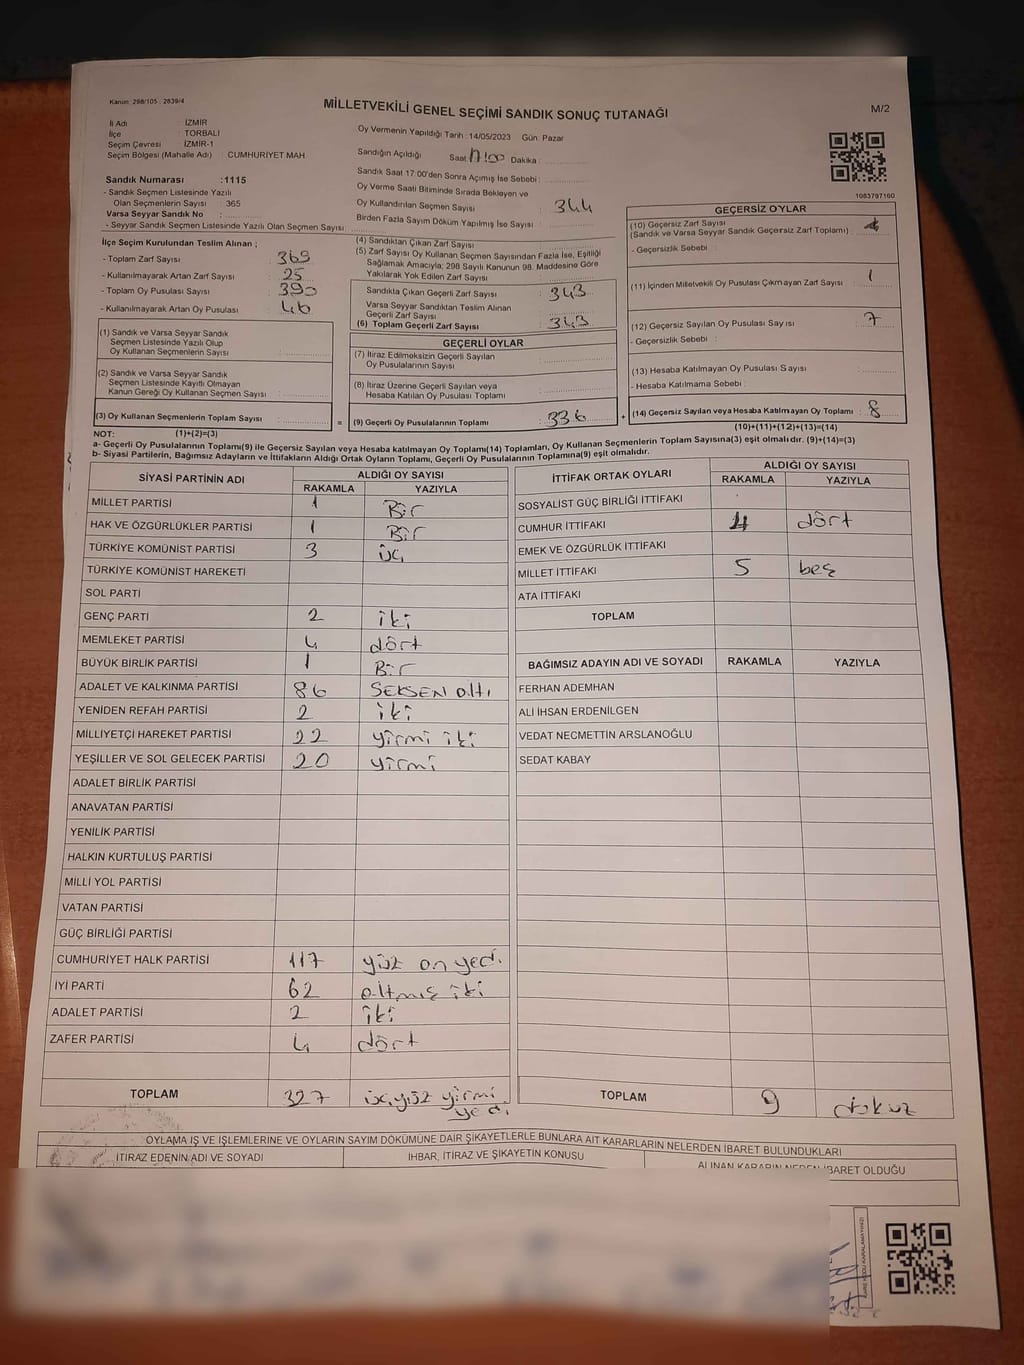 Kanun: 298/105 - 2839/4
MİLLETVEKİLİ GENEL SEÇİMİ SANDIK SONUÇ TUTANAĞI
M/2
İl Adı : İZMİR
İlçe : TORBALI
Seçim Çevresi : İZMİR-1
Seçim Bölgesi (Mahalle Adı) : CUMHURİYET MAH.
Sandık Numarası :1115
- Sandık Seçmen Listesinde Yazılı
Olan Seçmenlerin Sayısı : 365
Varsa Seyyar Sandık No :
- Seyyar Sandık Seçmen Listesinde Yazılı Olan Seçmen Sayısı:
Oy Vermenin Yapıldığı Tarih :14/05/2023 Gün: Pazar
Sandığın Açıldığı Saat : Dakika :
Sandık Saat 17:00'den Sonra Açımış İse Sebebi :
Oy Verme Saati Bitiminde Sırada Bekleyen ve
Oy Kullandırılan Seçmen Sayısı : 344
Birden Fazla Sayım Döküm Yapılmış İse Sayısı :
1083797160
İlçe Seçim Kurulundan Teslim Alınan ;
- Toplam Zarf Sayısı : 369
- Kullanılmayarak Artan Zarf Sayısı : 25
- Toplam Oy Pusulası Sayısı : 390
- Kullanılmayarak Artan Oy Pusulası : 46
(1) Sandık ve Varsa Seyyar Sandık
Seçmen Listesinde Yazılı Olup
Oy Kullanan Seçmenlerin Sayısı :
(2) Sandık ve Varsa Seyyar Sandık
Seçmen Listesinde Kayıtlı Olmayan
Kanun Gereği Oy Kullanan Seçmen Sayısı :
(3) Oy Kullanan Seçmenlerin Toplam Sayısı :
(1)+(2)=(3)
(4) Sandıktan Çıkan Zarf Sayısı :
(5) Zarf Sayısı Oy Kullanan Seçmen Sayısından Fazla İse, Eşitliği
Sağlamak Amacıyla; 298 Sayılı Kanunun 98. Maddesine Göre
Yakılarak Yok Edilen Zarf Sayısı :
Sandıkta Çıkan Geçerli Zarf Sayısı : 343
Varsa Seyyar Sandıktan Teslim Alınan
Geçerli Zarf Sayısı :
(6) Toplam Geçerli Zarf Sayısı : 343
GEÇERLİ OYLAR
(7) İtiraz Edilmeksizin Geçerli Sayılan
Oy Pusulalarının Sayısı :
(8) İtiraz Üzerine Geçerli Sayılan veya
Hesaba Katılan Oy Pusulası Toplamı :
= (9) Geçerli Oy Pusulalarının Toplamı : 336
GEÇERSİZ OYLAR
(10) Geçersiz Zarf Sayısı
(Sandık ve Varsa Seyyar Sandık Geçersiz Zarf Toplamı) :
- Geçersizlik Sebebi :
(11) İçinden Milletvekili Oy Pusulası Çıkmayan Zarf Sayısı : 1
(12) Geçersiz Sayılan Oy Pusulası Sayısı : 7
- Geçersizlik Sebebi :
(13) Hesaba Katılmayan Oy Pusulası Sayısı :
- Hesaba Katılmama Sebebi :
+ (14) Geçersiz Sayılan veya Hesaba Katılmayan Oy Toplamı : 8
(10)+(11)+(12)+(13)=(14)
NOT:
a- Geçerli Oy Pusulalarının Toplamı(9) ile Geçersiz Sayılan veya Hesaba katılmayan Oy Toplamı(14) Toplamları, Oy Kullanan Seçmenlerin Toplam Sayısına(3) eşit olmalıdır. (9)+(14)=(3)
b- Siyasi Partilerin, Bağımsız Adayların ve İttifakların Aldığı Ortak Oyların Toplamı, Geçerli Oy Pusulalarının Toplamına(9) eşit olmalıdır.
SİYASİ PARTİNİN ADI ALDIĞI OY SAYISI
RAKAMLA YAZIYLA
MİLLET PARTİSİ 1 Bir
HAK VE ÖZGÜRLÜKLER PARTİSİ 1 Bir
TÜRKİYE KOMÜNİST PARTİSİ 3 üç
TÜRKİYE KOMÜNİST HAREKETİ
SOL PARTİ
GENÇ PARTİ 2 iki
MEMLEKET PARTİSİ 4 dört
BÜYÜK BİRLİK PARTİSİ 1 Bir
ADALET VE KALKINMA PARTİSİ 86 SEKSEN altı
YENİDEN REFAH PARTİSİ 2 iki
MİLLİYETÇİ HAREKET PARTİSİ 22 yirmi iki
YEŞİLLER VE SOL GELECEK PARTİSİ 20 yirmi
ADALET BİRLİK PARTİSİ
ANAVATAN PARTİSİ
YENİLİK PARTİSİ
HALKIN KURTULUŞ PARTİSİ
MİLLİ YOL PARTİSİ
VATAN PARTİSİ
GÜÇ BİRLİĞİ PARTİSİ
CUMHURİYET HALK PARTİSİ 117 yüz on yedi
İYİ PARTİ 62 altmış iki
ADALET PARTİSİ 2 iki
ZAFER PARTİSİ 4 dört
TOPLAM 327 üçyüz yirmi
yedi
İTTİFAK ORTAK OYLARI ALDIĞI OY SAYISI
RAKAMLA YAZIYLA
SOSYALİST GÜÇ BİRLİĞİ İTTİFAKI
CUMHUR İTTİFAKI 4 dört
EMEK VE ÖZGÜRLÜK İTTİFAKI
MİLLET İTTİFAKI 5 beş
ATA İTTİFAKI
TOPLAM
BAĞIMSIZ ADAYIN ADI VE SOYADI RAKAMLA YAZIYLA
FERHAN ADEMHAN
ALİ İHSAN ERDENİLGEN
VEDAT NECMETTİN ARSLANOĞLU
SEDAT KABAY
TOPLAM 9 dokuz
OYLAMA İŞ VE İŞLEMLERİNE VE OYLARIN SAYIM DÖKÜMÜNE DAİR ŞİKAYETLERLE BUNLARA AİT KARARLARIN NELERDEN İBARET BULUNDUKLARI
İTİRAZ EDENİN ADI VE SOYADI İHBAR, İTİRAZ VE ŞİKAYETİN KONUSU ALINAN KARARIN NEDEN İBARET OLDUĞU